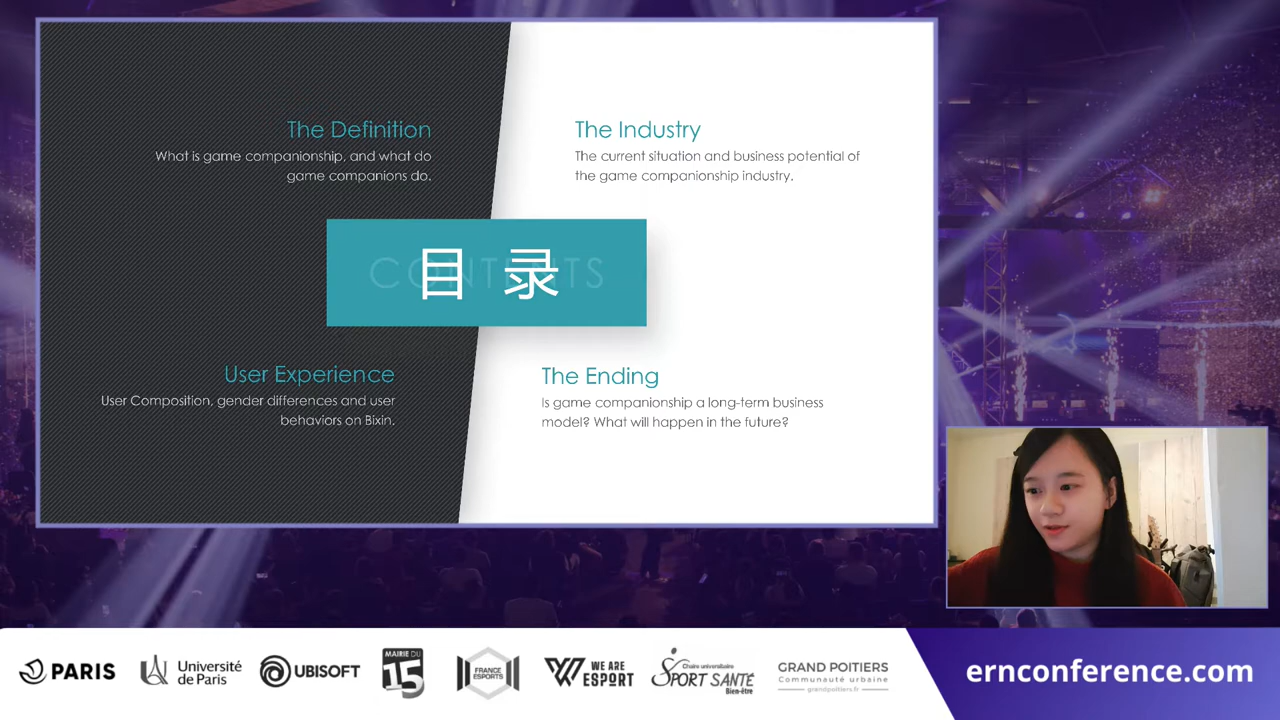 The Definition
What is game companionship, and what do
game companions do.
The Industry
The current situation and business potential of
the game companionship industry.
CONTENTS
目 录
User Experience
User Composition, gender differences and user
behaviors on Bixin.
The Ending
Is game companionship a long-term business
model? What will happen in the future?
PARIS
Université
de Paris
UBISOFT
MAIRIE DU
15
FRANCE
ESPORTS
WE ARE
ESPORT
Chaire universitaire
SPORT SANTÉ
Bien-être
GRAND POITIERS
Communauté urbaine
grandpoitiers.fr
ernconference.com